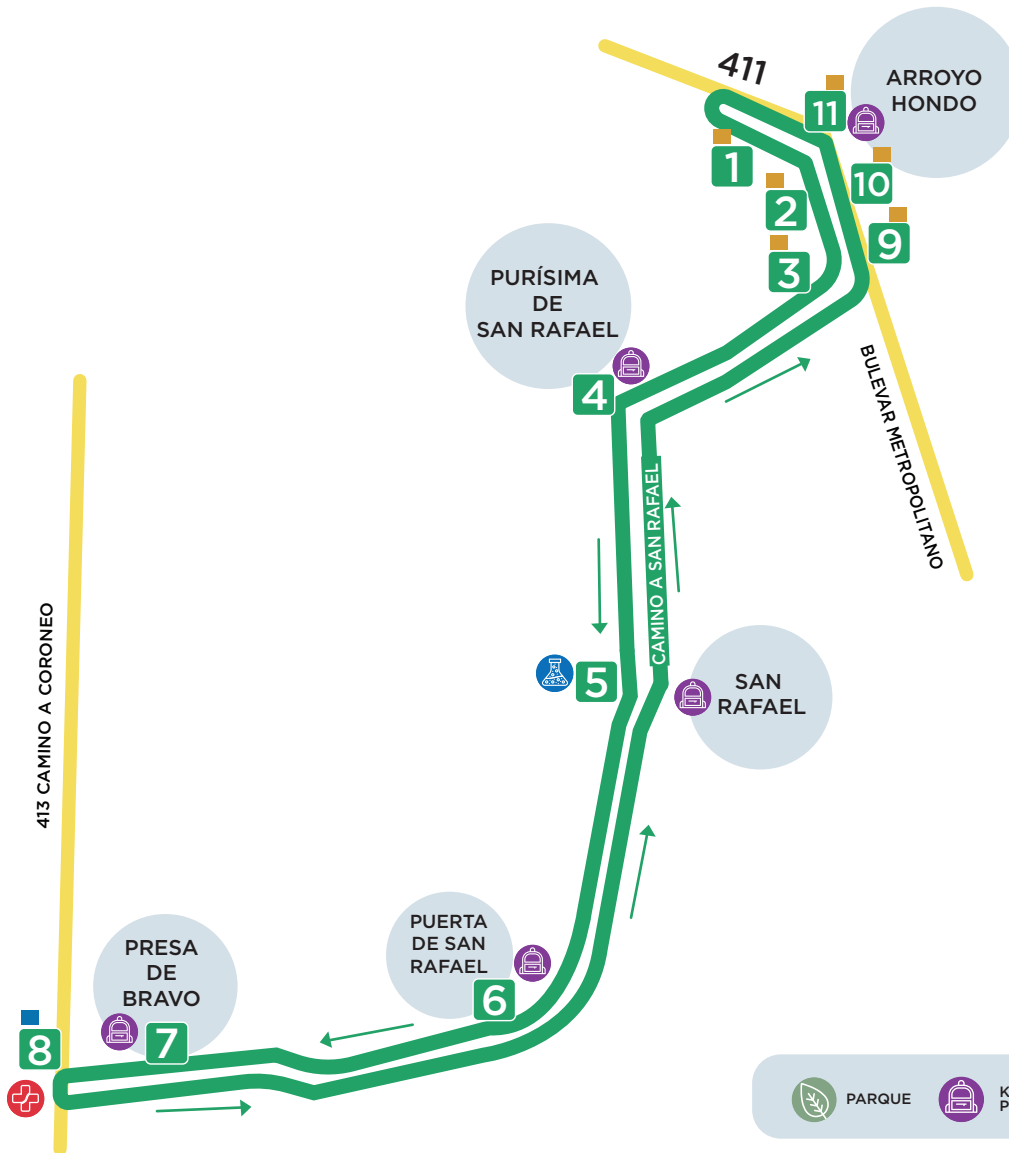 411
ARROYO
HONDO
11
1
10
2
9
3
PURÍSIMA
DE
SAN RAFAEL
4
BULEVAR METROPOLITANO
CAMINO A SAN RAFAEL
5
SAN
RAFAEL
413 CAMINO A CORONEO
PUERTA
DE SAN
RAFAEL
6
PRESA
DE
BRAVO
7
8
PARQUE